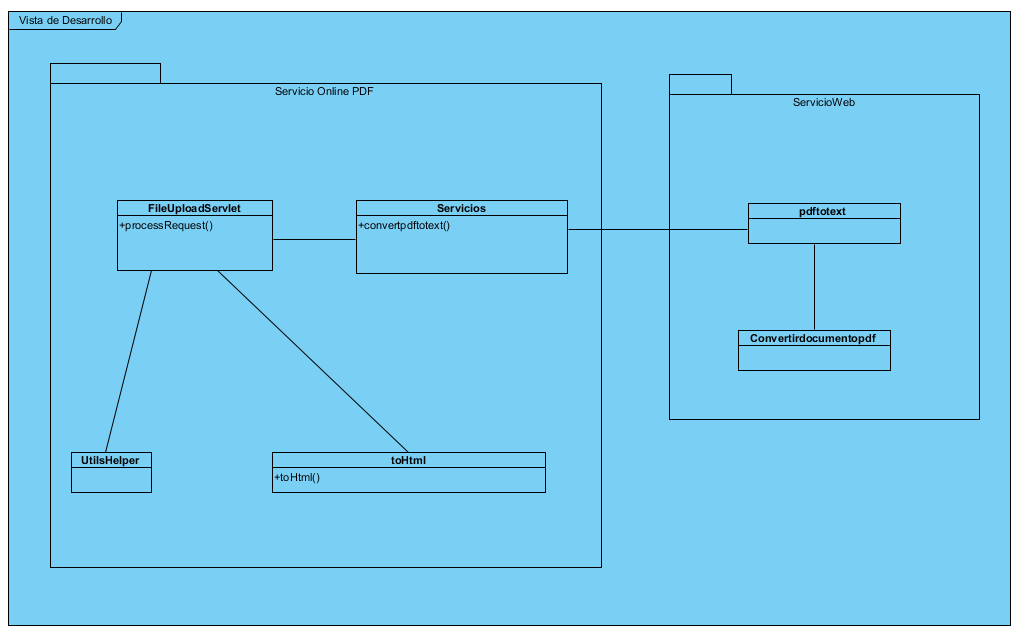 Vista de Desarrollo
Servicio Online PDF
ServicioWeb
FileUploadServlet
+processRequest()
Servicios
+convertpdftotext()
pdftotext
Convertirdocumentopdf
UtilsHelper
toHtml
+toHtml()